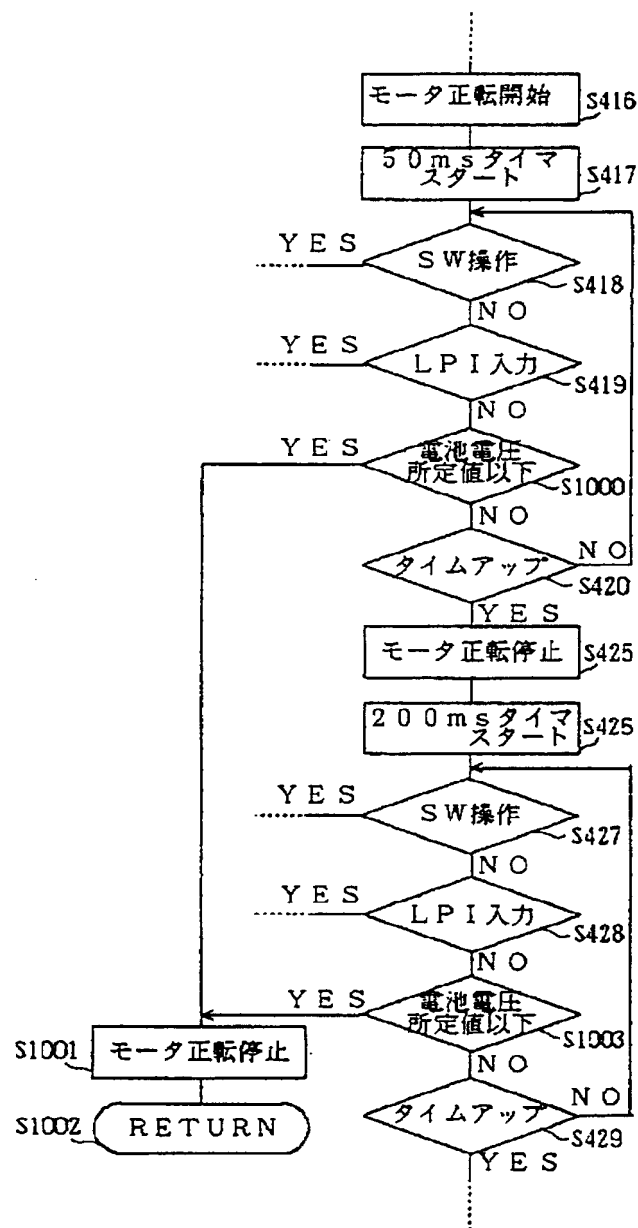 モータ正転開始
S416
50msタイマ
スタート
S417
YES
SW操作
S418
NO
YES
LPI入力
S419
NO
YES
電池電圧
所定値以下
S1000
NO
タイムアップ
NO
S420
YES
モータ正転停止
S425
200msタイマ
スタート
S425
YES
SW操作
S427
NO
YES
LPI入力
S428
NO
YES
電池電圧
所定値以下
S1003
NO
S1001
モータ正転停止
タイムアップ
NO
S429
YES
S1002
RETURN